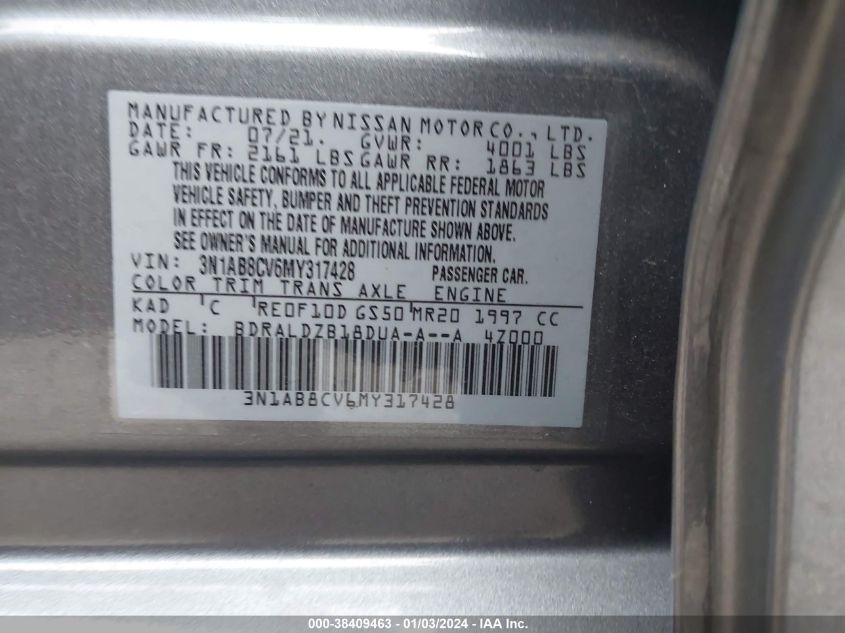 MANUFACTURED BY NISSAN MOTOR CO., LTD.
DATE: 07/21. GVWR: 4001 LBS
GAWR FR: 2161 LBS GAWR RR: 1863 LBS
THIS VEHICLE CONFORMS TO ALL APPLICABLE FEDERAL MOTOR
VEHICLE SAFETY, BUMPER AND THEFT PREVENTION STANDARDS
IN EFFECT ON THE DATE OF MANUFACTURE SHOWN ABOVE.
SEE OWNER'S MANUAL FOR ADDITIONAL INFORMATION.
VIN: 3N1AB8CV6MY317428 PASSENGER CAR.
COLOR TRIM TRANS AXLE ENGINE
KAD C RE0F10D GS50 MR20 1997 CC
MODEL: BDRALDZB18DUA-A--A 4Z000
3N1AB8CV6MY317428
000-38409463 - 01/03/2024 - IAA Inc.